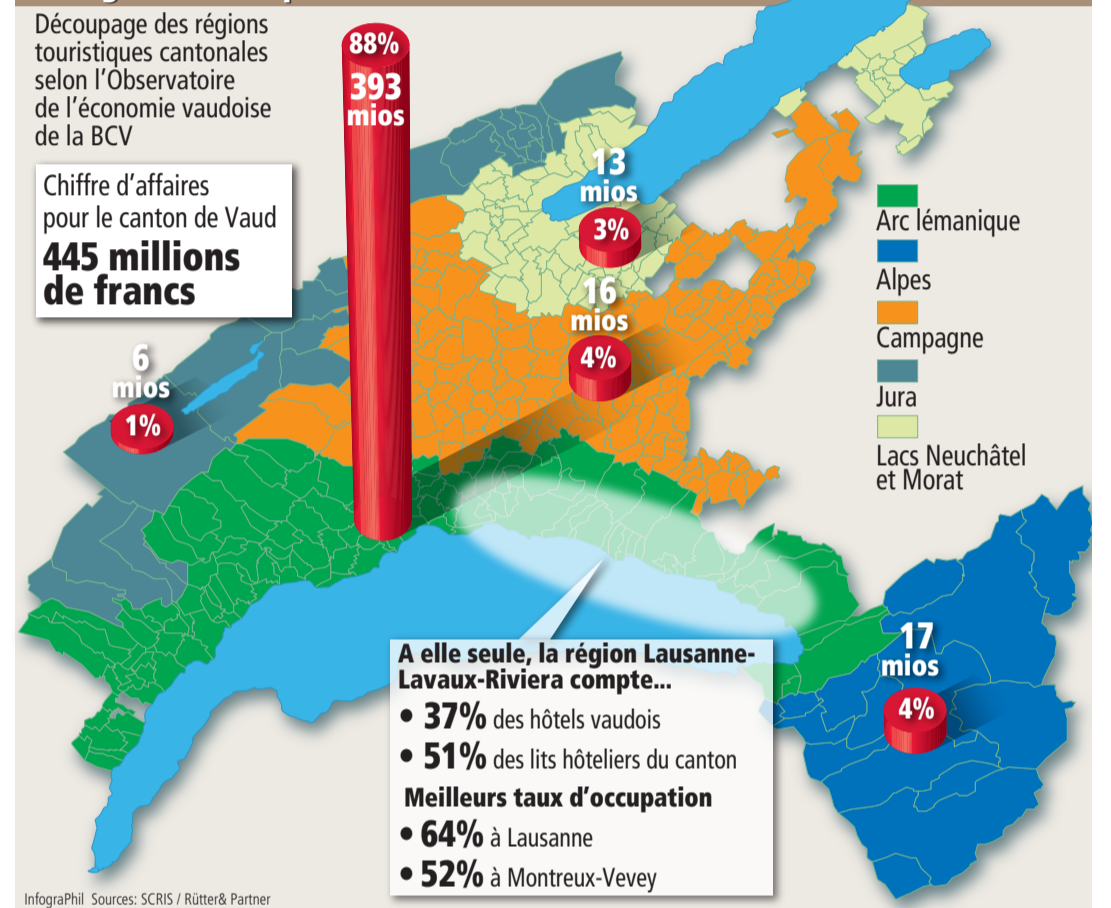 Découpage des régions
touristiques cantonales
selon l'Observatoire
de l'économie vaudoise
de la BCV
Chiffre d'affaires
pour le canton de Vaud
445 millions
de francs
88%
393
mios
13
mios
3%
16
mios
4%
6
mios
1%
17
mios
4%
Arc lémanique
Alpes
Campagne
Jura
Lacs Neuchâtel
et Morat
A elle seule, la région Lausanne-
Lavaux-Riviera compte...
• 37% des hôtels vaudois
• 51% des lits hôteliers du canton
Meilleurs taux d'occupation
• 64% à Lausanne
• 52% à Montreux-Vevey
InfograPhil Sources: SCRIS / Rütter& Partner